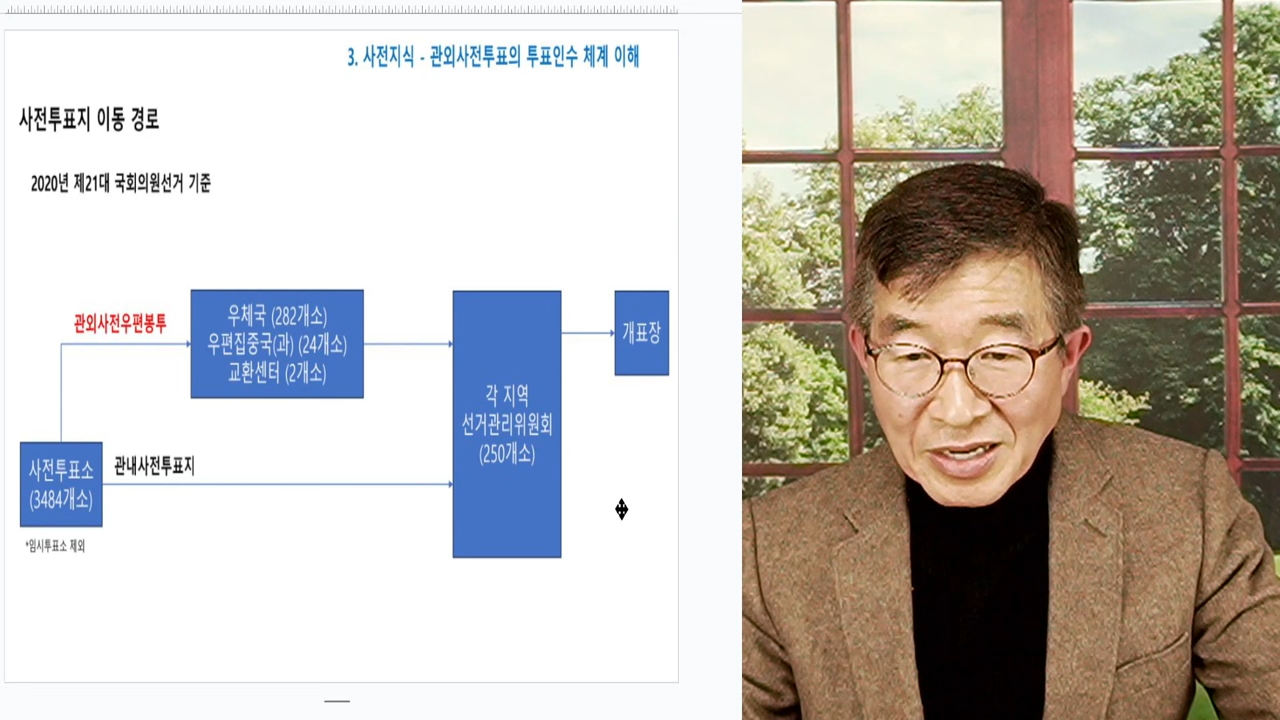 3. 사전지식 - 관외사전투표의 투표인수 체계 이해
사전투표지 이동 경로
2020년 제21대 국회의원선거 기준
관외사전우편봉투
우체국 (282개소)
우편집중국(과) (24개소)
교환센터 (2개소)
개표장
각 지역
선거관리위원회
(250개소)
사전투표소
(3484개소)
관내사전투표지
*임시투표소 제외